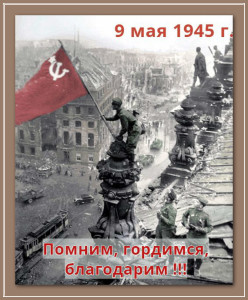 9 мая 1945 г.
Помним, гордимся,
благодарим !!!